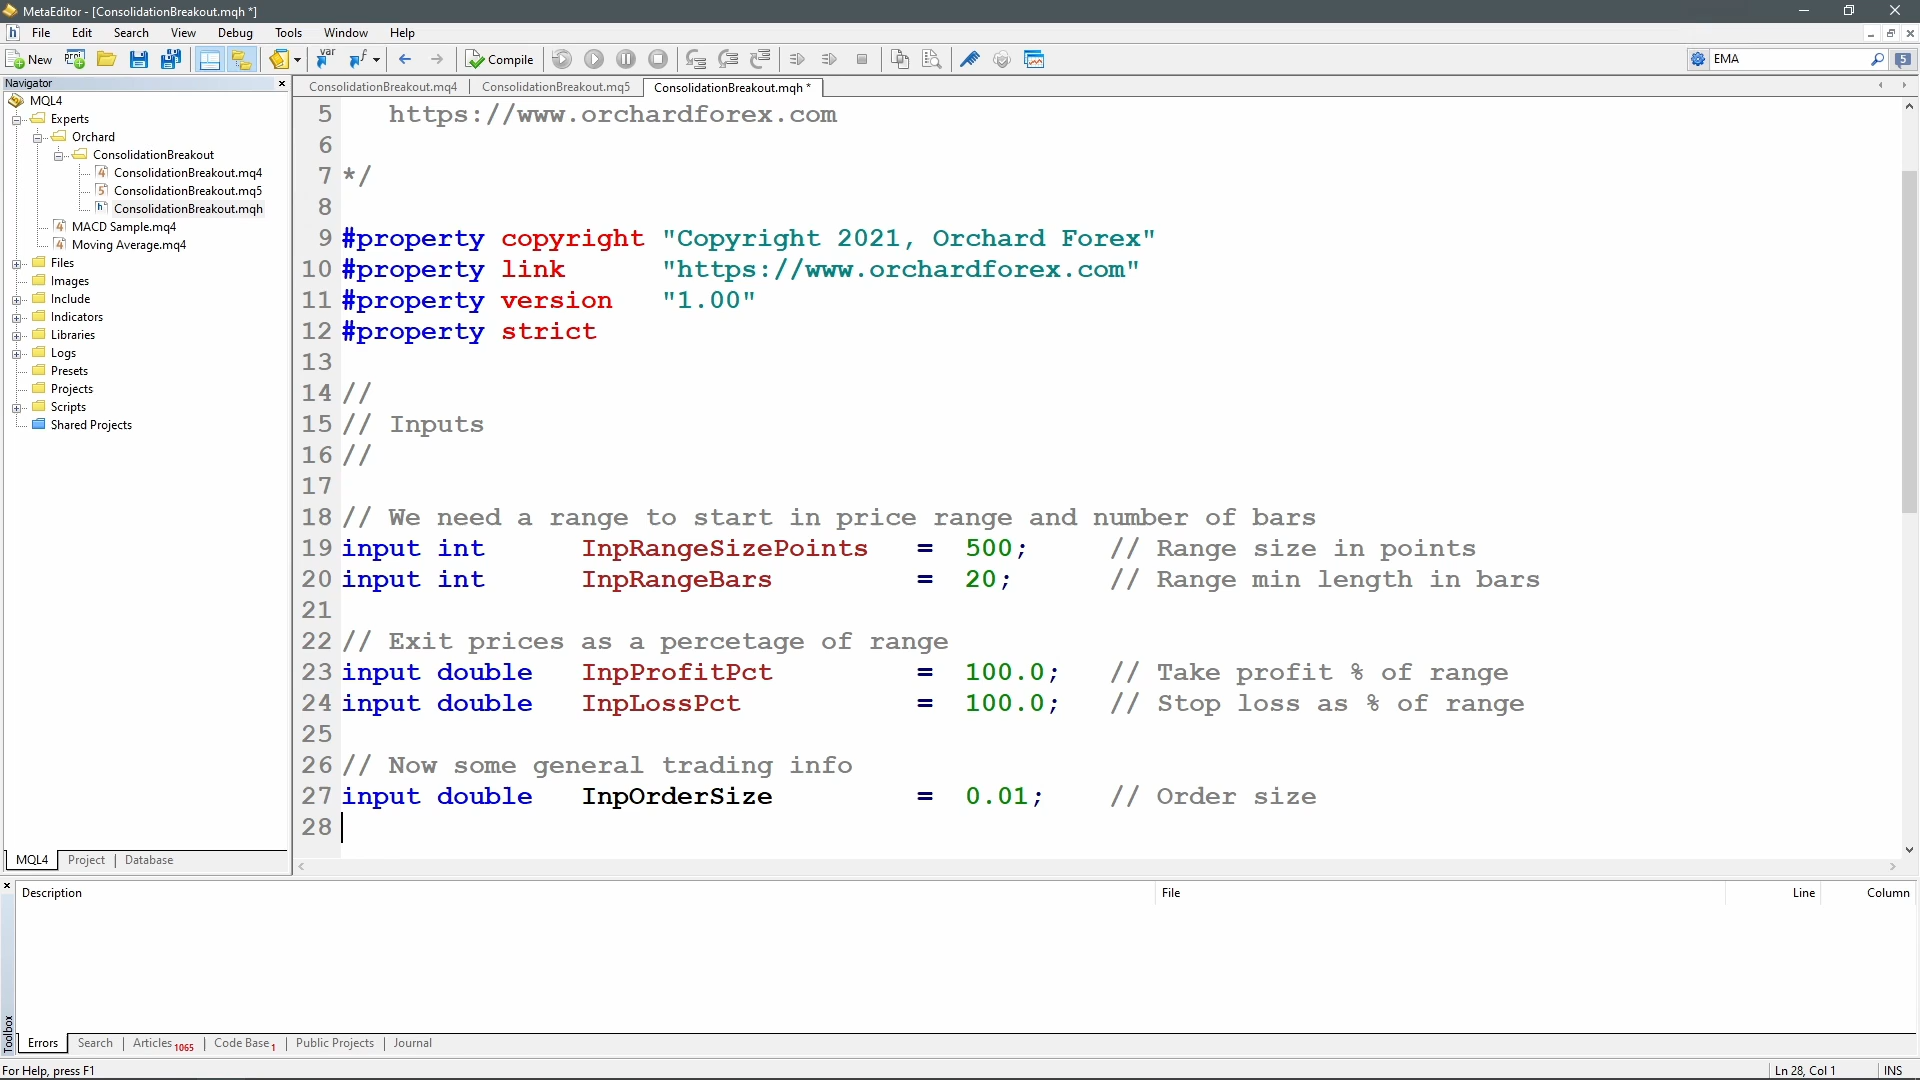 MetaEditor - [ConsolidationBreakout.mqh *]
File Edit Search View Debug Tools Window Help
New Compile EMA 5
Navigator
MQL4
Experts
Orchard
ConsolidationBreakout
ConsolidationBreakout.mq4
ConsolidationBreakout.mq5
ConsolidationBreakout.mqh
MACD Sample.mq4
Moving Average.mq4
Files
Images
Include
Indicators
Libraries
Logs
Presets
Projects
Scripts
Shared Projects
MQL4 Project Database
ConsolidationBreakout.mq4 ConsolidationBreakout.mq5 ConsolidationBreakout.mqh *
5 https://www.orchardforex.com
6
7 */
8
9 #property copyright "Copyright 2021, Orchard Forex"
10 #property link "https://www.orchardforex.com"
11 #property version "1.00"
12 #property strict
13
14 //
15 // Inputs
16 //
17
18 // We need a range to start in price range and number of bars
19 input int InpRangeSizePoints = 500; // Range size in points
20 input int InpRangeBars = 20; // Range min length in bars
21
22 // Exit prices as a percetage of range
23 input double InpProfitPct = 100.0; // Take profit % of range
24 input double InpLossPct = 100.0; // Stop loss as % of range
25
26 // Now some general trading info
27 input double InpOrderSize = 0.01; // Order size
28
Description File Line Column
Toolbox
Errors Search Articles 1065 Code Base 1 Public Projects Journal
For Help, press F1 Ln 28, Col 1 INS